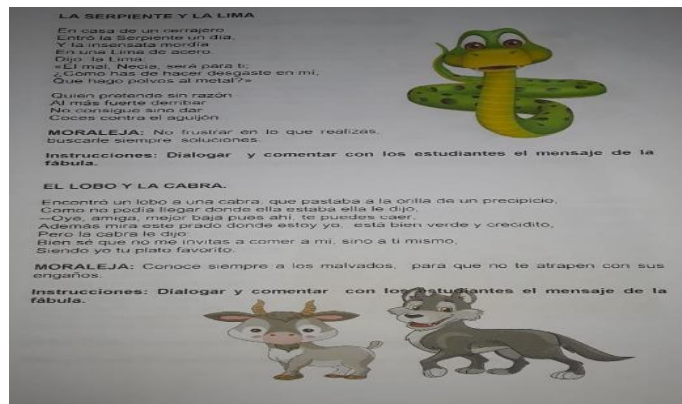 LA SERPIENTE Y LA LIMA
En casa de un cerrajero
Entró la Serpiente un día,
Y la insensata mordía
En una Lima de acero.
Dijo, la Lima:
«El mal, Necia, será para ti;
¿Cómo has de hacer desgaste en mí,
Que hago polvos al metal?»
Quien pretende sin razón
Al más fuerte derribar
No consigue sino dar
Coces contra el aguijón.
MORALEJA: No frustrar en lo que realizas,
buscarle siempre soluciones.
Instrucciones: Dialogar y comentar con los estudiantes el mensaje de la
fábula.
EL LOBO Y LA CABRA.
Encontró un lobo a una cabra, que pastaba a la orilla de un precipicio,
Como no podía llegar donde ella estaba ella le dijo,
—Oye, amiga, mejor baja pues ahí, te puedes caer.
Además mira este prado donde estoy yo, está bien verde y crecidito,
Pero la cabra le dijo:
Bien sé que no me invitas a comer a mí, sino a ti mismo,
Siendo yo tu plato favorito.
MORALEJA: Conoce siempre a los malvados, para que no te atrapen con sus
engaños.
Instrucciones: Dialogar y comentar con los estudiantes el mensaje de la
fábula.